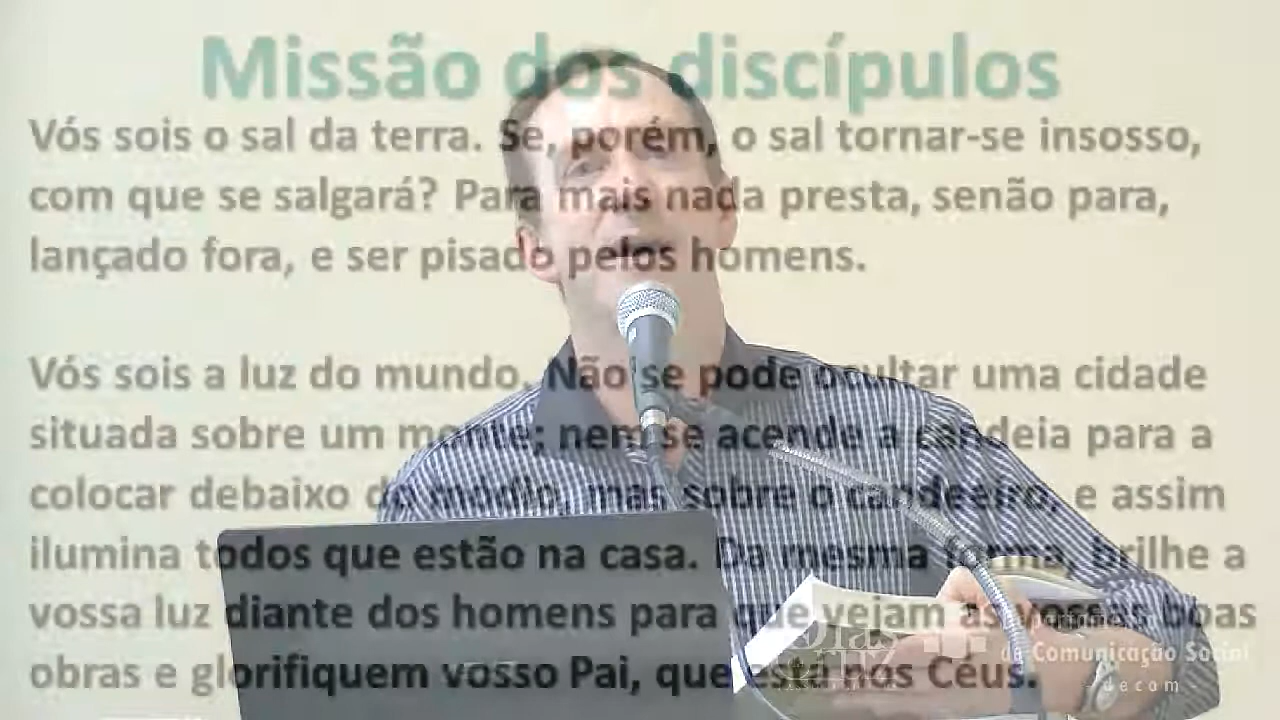 Missão dos discípulos
Vós sois o sal da terra. Se, porém, o sal tornar-se insosso,
com que se salgará? Para mais nada presta, senão para,
lançado fora, e ser pisado pelos homens.
Vós sois a luz do mundo. Não se pode ocultar uma cidade
situada sobre um monte; nem se acende a candeia para a
colocar debaixo do módio, mas sobre o candeeiro, e assim
ilumina todos que estão na casa. Da mesma forma, brilhe a
vossa luz diante dos homens para que vejam as vossas boas
obras e glorifiquem vosso Pai, que está nos Céus.
de Comunicação Social
- decom -